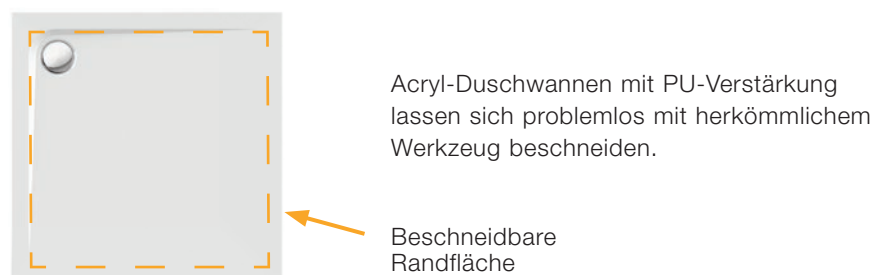 Acryl-Duschwannen mit PU-Verstärkung
lassen sich problemlos mit herkömmlichem
Werkzeug beschneiden.
Beschneidbare
Randfläche